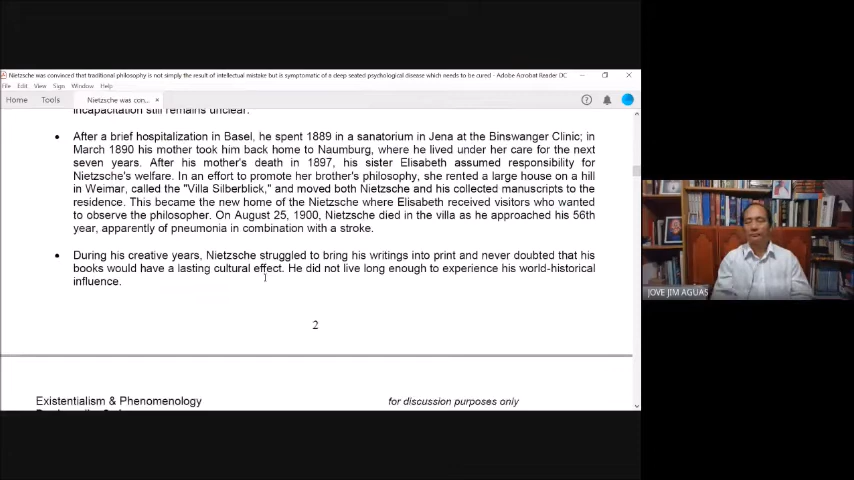 Nietzsche was convinced that traditional philosophy is not simply the result of intellectual mistake but is symptomatic of a deep seated psychological disease which needs to be cured - Adobe Acrobat Reader DC
File Edit View Sign Window Help
Home Tools Nietzsche was con... ×
incapacitation still remains unclear.
• After a brief hospitalization in Basel, he spent 1889 in a sanatorium in Jena at the Binswanger Clinic; in
March 1890 his mother took him back home to Naumburg, where he lived under her care for the next
seven years. After his mother's death in 1897, his sister Elisabeth assumed responsibility for
Nietzsche's welfare. In an effort to promote her brother's philosophy, she rented a large house on a hill
in Weimar, called the "Villa Silberblick," and moved both Nietzsche and his collected manuscripts to the
residence. This became the new home of the Nietzsche where Elisabeth received visitors who wanted
to observe the philosopher. On August 25, 1900, Nietzsche died in the villa as he approached his 56th
year, apparently of pneumonia in combination with a stroke.
• During his creative years, Nietzsche struggled to bring his writings into print and never doubted that his
books would have a lasting cultural effect. He did not live long enough to experience his world-historical
influence.
2
Existentialism & Phenomenology for discussion purposes only
JOVE JIM AGUAS